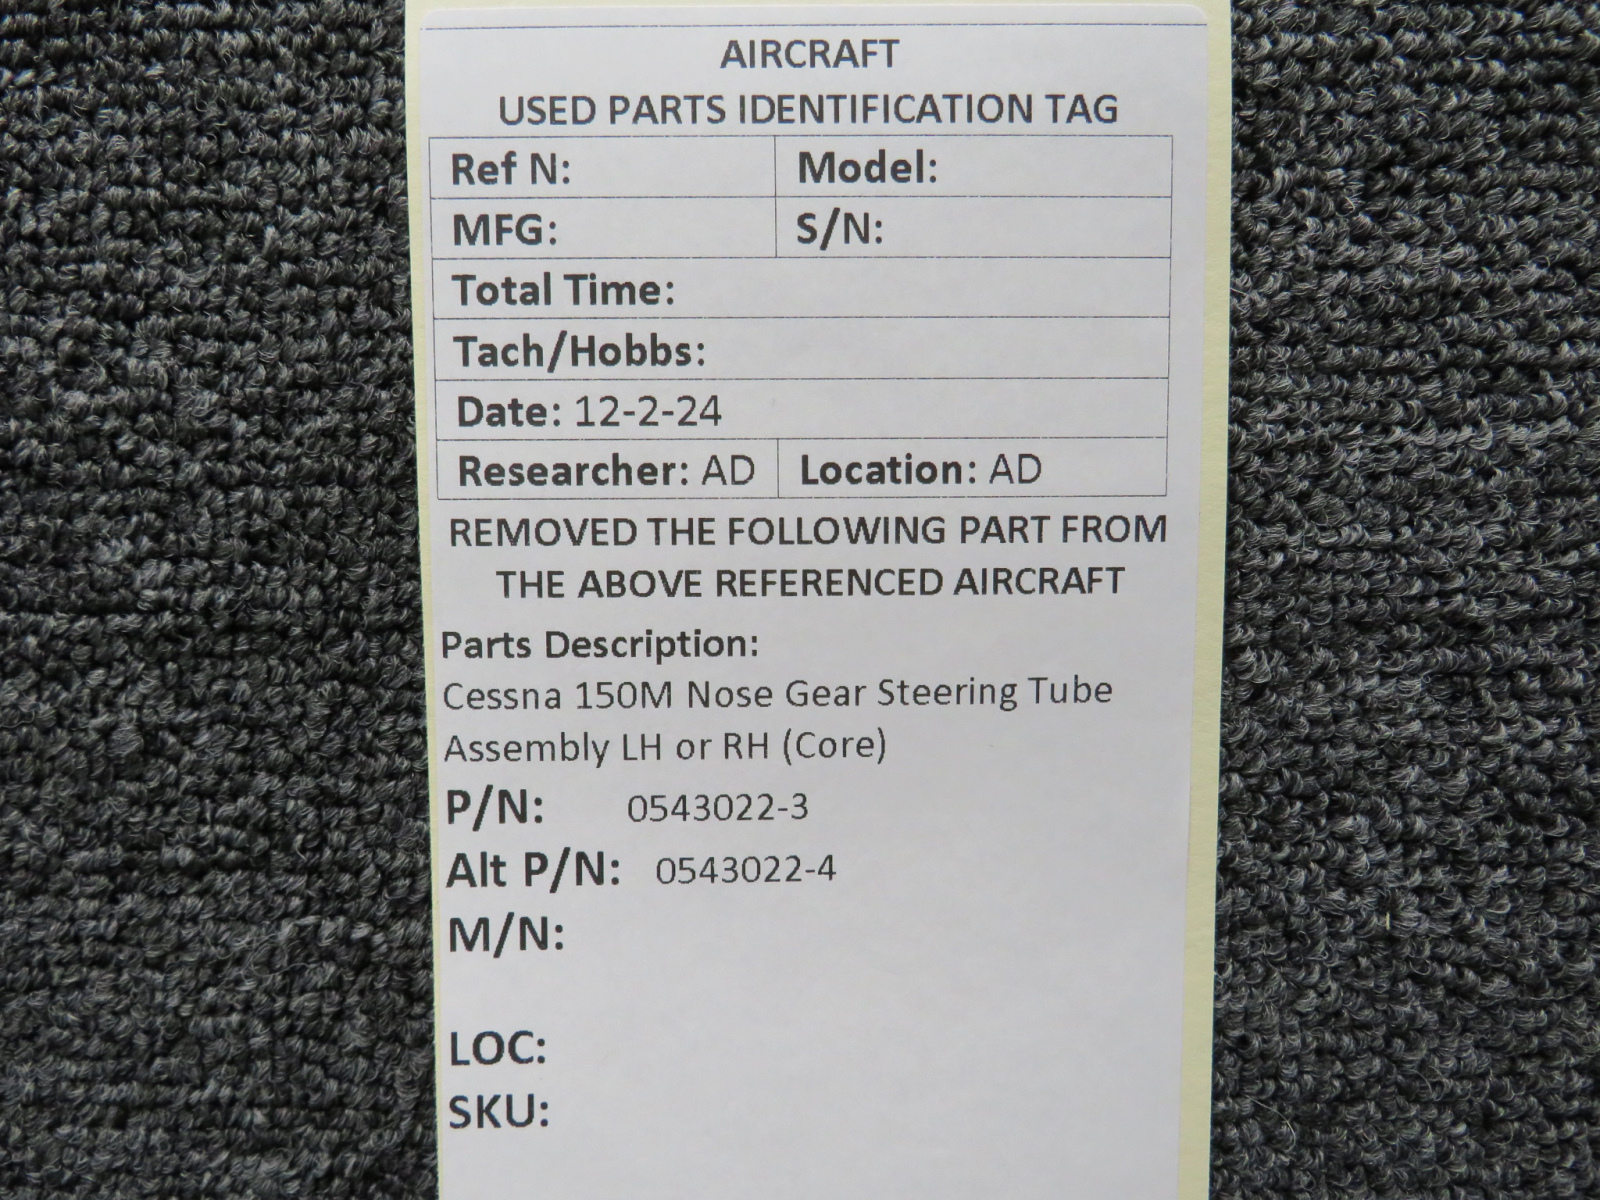 AIRCRAFT
USED PARTS IDENTIFICATION TAG
Ref N: Model:
MFG: S/N:
Total Time:
Tach/Hobbs:
Date: 12-2-24
Researcher: AD Location: AD
REMOVED THE FOLLOWING PART FROM
THE ABOVE REFERENCED AIRCRAFT
Parts Description:
Cessna 150M Nose Gear Steering Tube
Assembly LH or RH (Core)
P/N: 0543022-3
Alt P/N: 0543022-4
M/N:
LOC:
SKU: